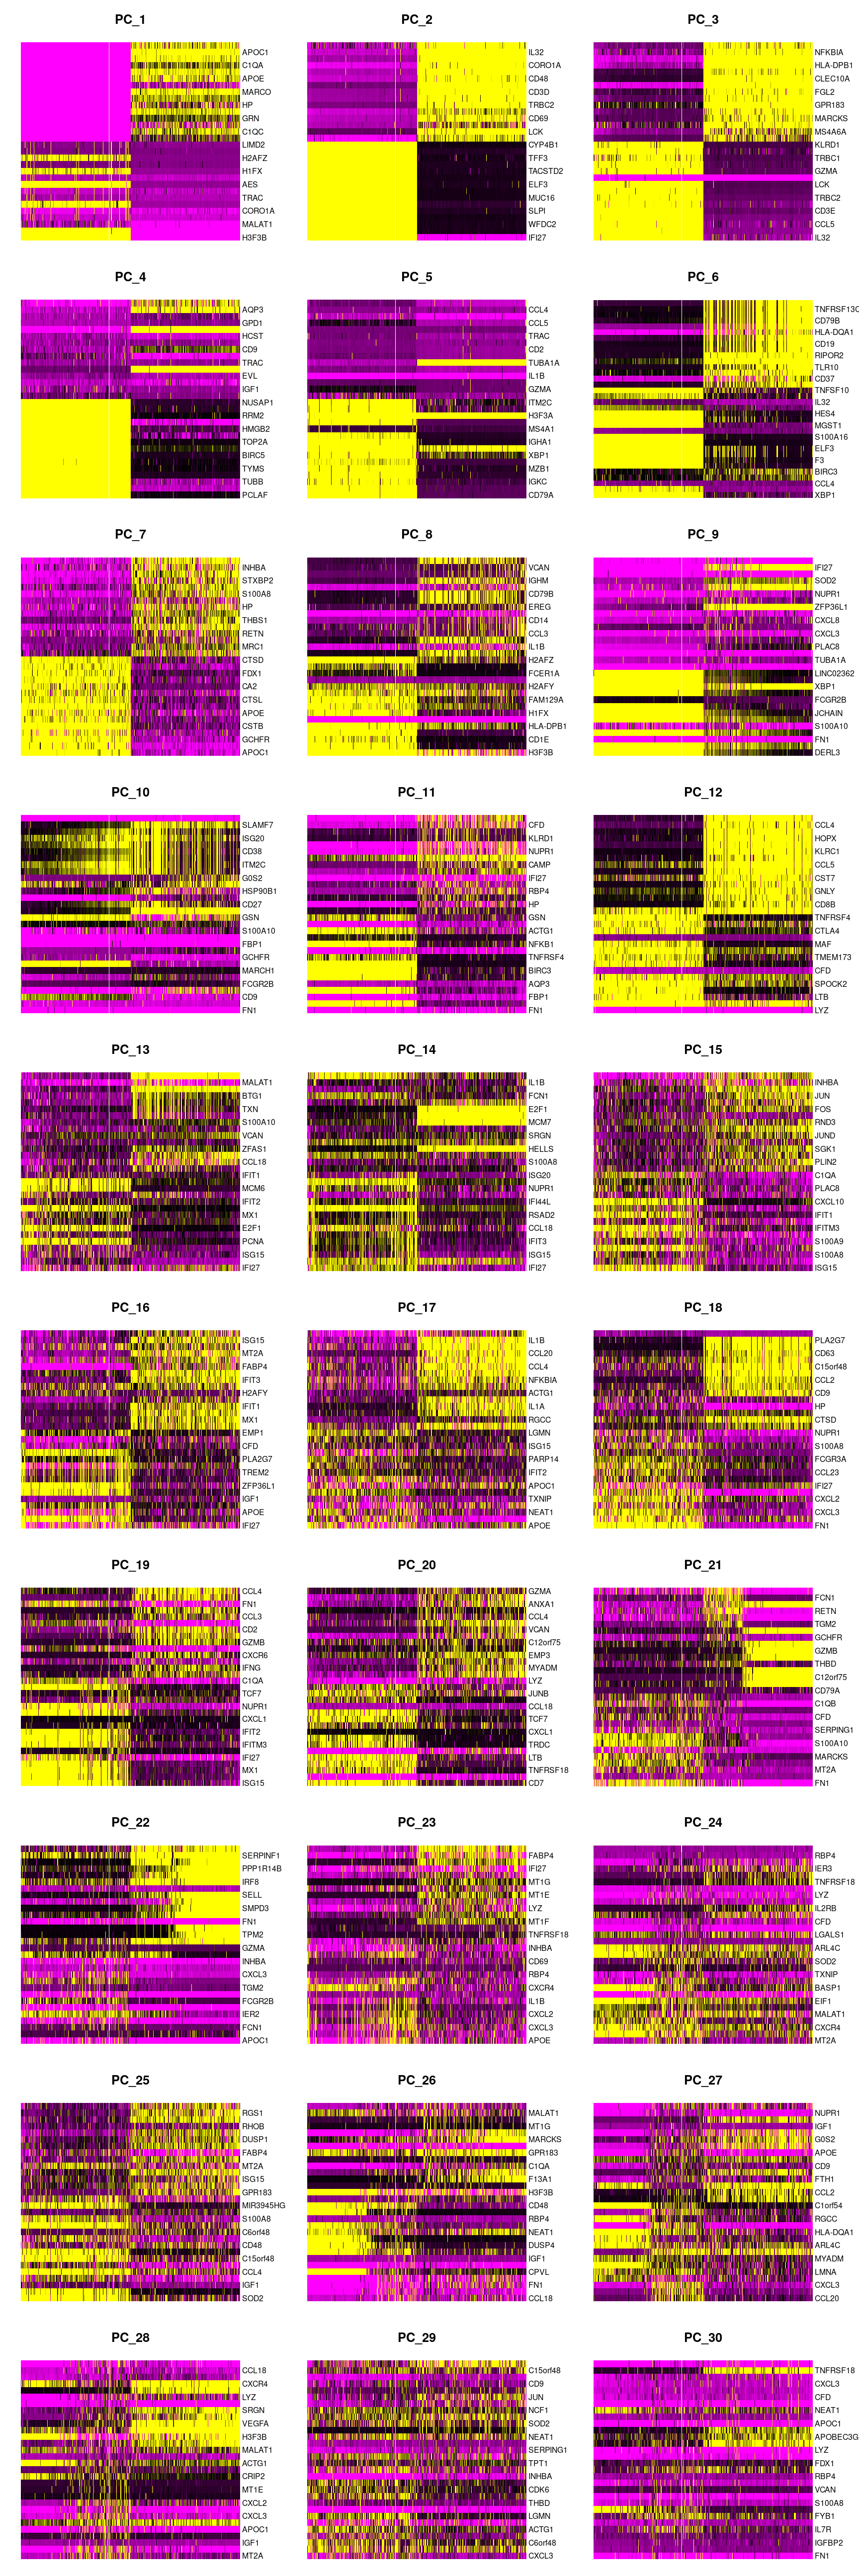 PC_1
APOC1
C1QA
APOE
MARCO
HP
GRN
C1QC
LIMD2
H2AFZ
H1FX
AES
TRAC
CORO1A
MALAT1
H3F3B
PC_2
IL32
CORO1A
CD48
CD3D
TRBC2
CD69
LCK
CYP4B1
TFF3
TACSTD2
ELF3
MUC16
SLPI
WFDC2
IFI27
PC_3
NFKBIA
HLA-DPB1
CLEC10A
FGL2
GPR183
MARCKS
MS4A6A
KLRD1
TRBC1
GZMA
LCK
TRBC2
CD3E
CCL5
IL32
PC_4
AQP3
GPD1
HCST
CD9
TRAC
EVL
IGF1
NUSAP1
RRM2
HMGB2
TOP2A
BIRC5
TYMS
TUBB
PCLAF
PC_5
CCL4
CCL5
TRAC
CD2
TUBA1A
IL1B
GZMA
ITM2C
H3F3A
MS4A1
IGHA1
XBP1
MZB1
IGKC
CD79A
PC_6
TNFRSF13C
CD79B
HLA-DQA1
CD19
RIPOR2
TLR10
CD37
TNFSF10
IL32
HES4
MGST1
S100A16
ELF3
F3
BIRC3
CCL4
XBP1
PC_7
INHBA
STXBP2
S100A8
HP
THBS1
RETN
MRC1
CTSD
FDX1
CA2
CTSL
APOE
CSTB
GCHFR
APOC1
PC_8
VCAN
IGHM
CD79B
EREG
CD14
CCL3
IL1B
H2AFZ
FCER1A
H2AFY
FAM129A
H1FX
HLA-DPB1
CD1E
H3F3B
PC_9
IFI27
SOD2
NUPR1
ZFP36L1
CXCL8
CXCL3
PLAC8
TUBA1A
LINC02362
XBP1
FCGR2B
JCHAIN
S100A10
FN1
DERL3
PC_10
SLAMF7
ISG20
CD38
ITM2C
G0S2
HSP90B1
CD27
GSN
S100A10
FBP1
GCHFR
MARCH1
FCGR2B
CD9
FN1
PC_11
CFD
KLRD1
NUPR1
CAMP
IFI27
RBP4
HP
GSN
ACTG1
NFKB1
TNFRSF4
BIRC3
AQP3
FBP1
FN1
PC_12
CCL4
HOPX
KLRC1
CCL5
CST7
GNLY
CD8B
TNFRSF4
CTLA4
MAF
TMEM173
CFD
SPOCK2
LTB
LYZ
PC_13
MALAT1
BTG1
TXN
S100A10
VCAN
ZFAS1
CCL18
IFIT1
MCM6
IFIT2
MX1
E2F1
PCNA
ISG15
IFI27
PC_14
IL1B
FCN1
E2F1
MCM7
SRGN
HELLS
S100A8
ISG20
NUPR1
IFI44L
RSAD2
CCL18
IFIT3
ISG15
IFI27
PC_15
INHBA
JUN
FOS
RND3
JUND
SGK1
PLIN2
C1QA
PLAC8
CXCL10
IFIT1
IFITM3
S100A9
S100A8
ISG15
PC_16
ISG15
MT2A
FABP4
IFIT3
H2AFY
IFIT1
MX1
EMP1
CFD
PLA2G7
TREM2
ZFP36L1
IGF1
APOE
IFI27
PC_17
IL1B
CCL20
CCL4
NFKBIA
ACTG1
IL1A
RGCC
LGMN
ISG15
PARP14
IFIT2
APOC1
TXNIP
NEAT1
APOE
PC_18
PLA2G7
CD63
C15orf48
CCL2
CD9
HP
CTSD
NUPR1
S100A8
FCGR3A
CCL23
IFI27
CXCL2
CXCL3
FN1
PC_19
CCL4
FN1
CCL3
CD2
GZMB
CXCR6
IFNG
C1QA
TCF7
NUPR1
CXCL1
IFIT2
IFITM3
IFI27
MX1
ISG15
PC_20
GZMA
ANXA1
CCL4
VCAN
C12orf75
EMP3
MYADM
LYZ
JUNB
CCL18
TCF7
CXCL1
TRDC
LTB
TNFRSF18
CD7
PC_21
FCN1
RETN
TGM2
GCHFR
GZMB
THBD
C12orf75
CD79A
C1QB
CFD
SERPING1
S100A10
MARCKS
MT2A
FN1
PC_22
SERPINF1
PPP1R14B
IRF8
SELL
SMPD3
FN1
TPM2
GZMA
INHBA
CXCL3
TGM2
FCGR2B
IER2
FCN1
APOC1
PC_23
FABP4
IFI27
MT1G
MT1E
LYZ
MT1F
TNFRSF18
INHBA
CD69
RBP4
CXCR4
IL1B
CXCL2
CXCL3
APOE
PC_24
RBP4
IER3
TNFRSF18
LYZ
IL2RB
CFD
LGALS1
ARL4C
SOD2
TXNIP
BASP1
EIF1
MALAT1
CXCR4
MT2A
PC_25
RGS1
RHOB
DUSP1
FABP4
MT2A
ISG15
GPR183
MIR3945HG
S100A8
C6orf48
CD48
C15orf48
CCL4
IGF1
SOD2
PC_26
MALAT1
MT1G
MARCKS
GPR183
C1QA
F13A1
H3F3B
CD48
RBP4
NEAT1
DUSP4
IGF1
CPVL
FN1
CCL18
PC_27
NUPR1
IGF1
G0S2
APOE
CD9
FTH1
CCL2
C1orf54
RGCC
HLA-DQA1
ARL4C
MYADM
LMNA
CXCL3
CCL20
PC_28
CCL18
CXCR4
LYZ
SRGN
VEGFA
H3F3B
MALAT1
ACTG1
CRIP2
MT1E
CXCL2
CXCL3
APOC1
IGF1
MT2A
PC_29
C15orf48
CD9
JUN
NCF1
SOD2
NEAT1
SERPING1
TPT1
INHBA
CDK6
THBD
LGMN
ACTG1
C6orf48
CXCL3
PC_30
TNFRSF18
CXCL3
CFD
NEAT1
APOC1
APOBEC3G
LYZ
FDX1
RBP4
VCAN
S100A8
FYB1
IL7R
IGFBP2
FN1